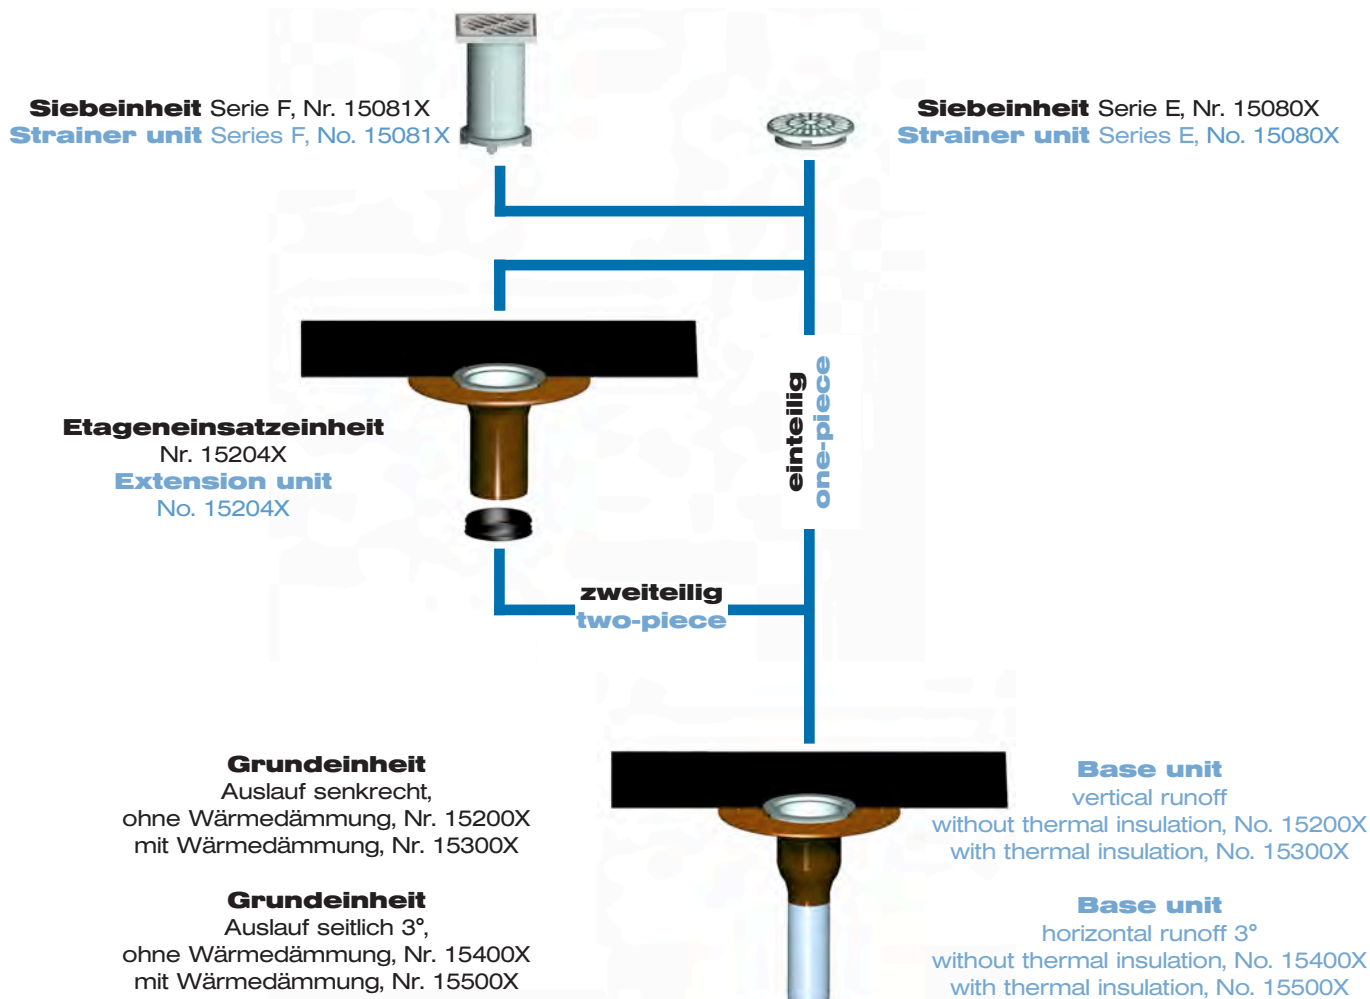 Siebeinheit Serie F, Nr. 15081X
Strainer unit Series F, No. 15081X
Siebeinheit Serie E, Nr. 15080X
Strainer unit Series E, No. 15080X
einteilig
one-piece
Etageneinsatzeinheit
Nr. 15204X
Extension unit
No. 15204X
zweiteilig
two-piece
Grundeinheit
Auslauf senkrecht,
ohne Wärmedämmung, Nr. 15200X
mit Wärmedämmung, Nr. 15300X
Base unit
vertical runoff
without thermal insulation, No. 15200X
with thermal insulation, No. 15300X
Grundeinheit
Auslauf seitlich 3°,
ohne Wärmedämmung, Nr. 15400X
mit Wärmedämmung, Nr. 15500X
Base unit
horizontal runoff 3°
without thermal insulation, No. 15400X
with thermal insulation, No. 15500X